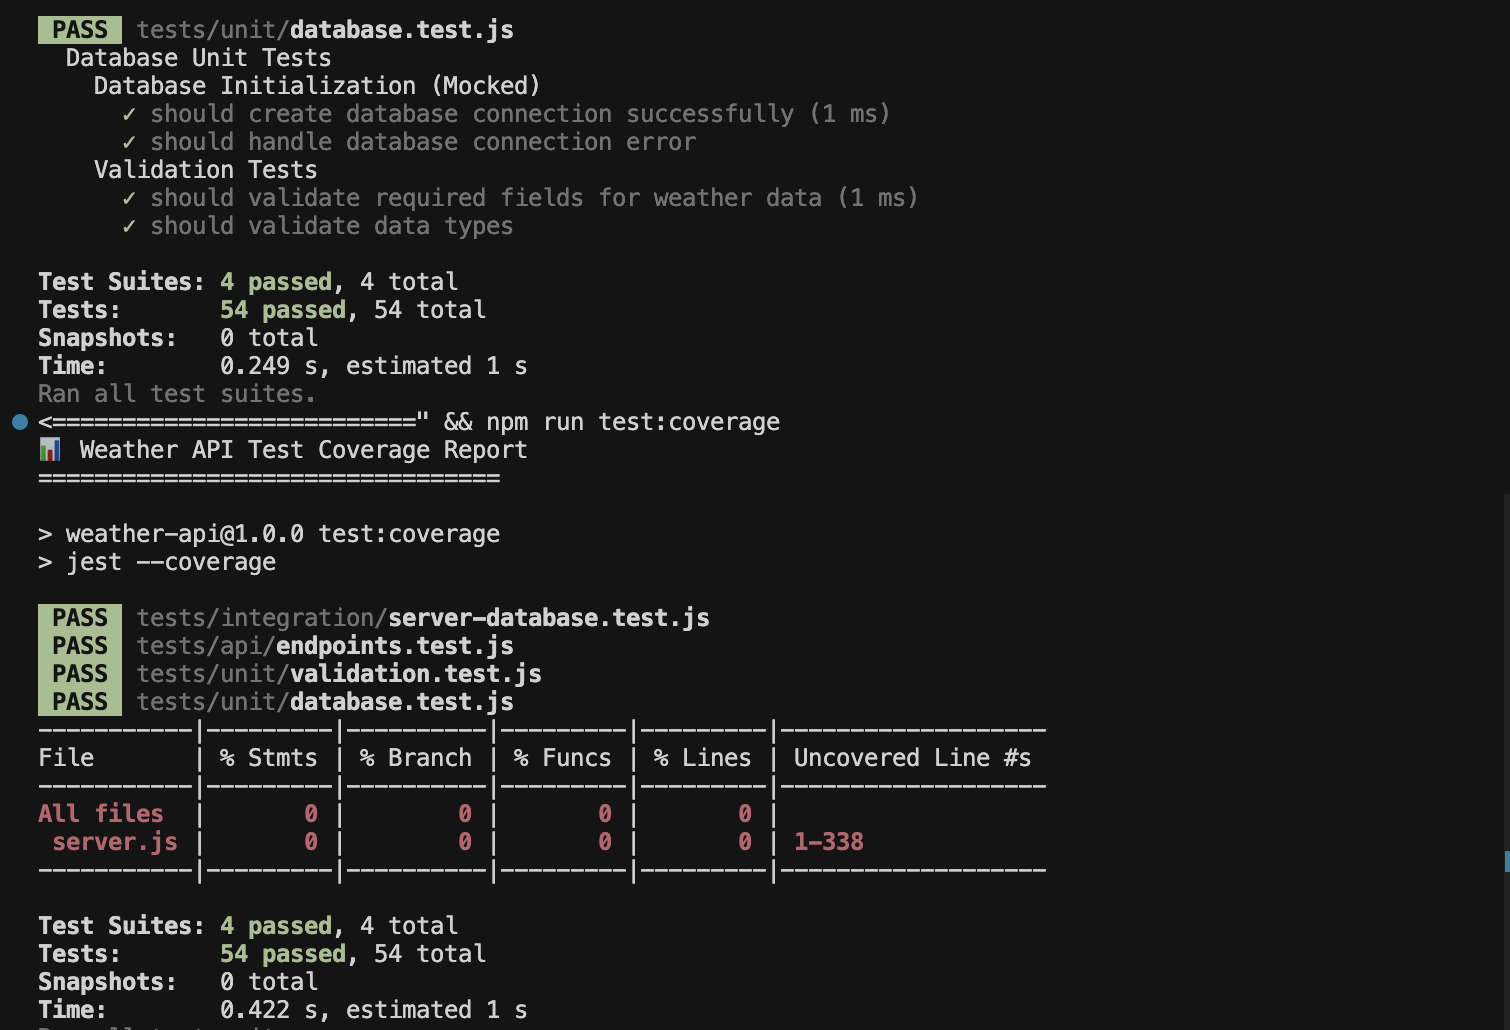 PASS tests/unit/database.test.js
Database Unit Tests
Database Initialization (Mocked)
✓ should create database connection successfully (1 ms)
✓ should handle database connection error
Validation Tests
✓ should validate required fields for weather data (1 ms)
✓ should validate data types
Test Suites: 4 passed, 4 total
Tests: 54 passed, 54 total
Snapshots: 0 total
Time: 0.249 s, estimated 1 s
Ran all test suites.
<==========================" && npm run test:coverage
📊 Weather API Test Coverage Report
=================================
> weather-api@1.0.0 test:coverage
> jest --coverage
PASS tests/integration/server-database.test.js
PASS tests/api/endpoints.test.js
PASS tests/unit/validation.test.js
PASS tests/unit/database.test.js
-----------|---------|----------|---------|---------|-------------------
File | % Stmts | % Branch | % Funcs | % Lines | Uncovered Line #s
-----------|---------|----------|---------|---------|-------------------
All files | 0 | 0 | 0 | 0 |
server.js | 0 | 0 | 0 | 0 | 1-338
-----------|---------|----------|---------|---------|-------------------
Test Suites: 4 passed, 4 total
Tests: 54 passed, 54 total
Snapshots: 0 total
Time: 0.422 s, estimated 1 s